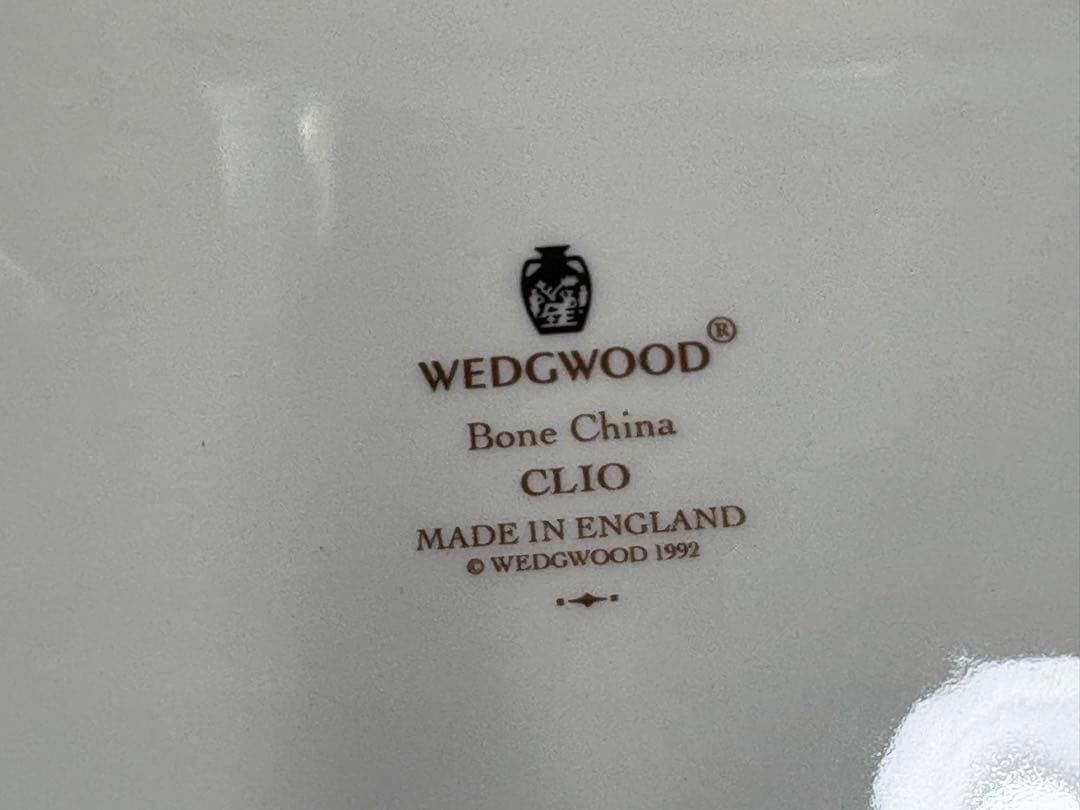 WEDGWOOD®
Bone China
CLIO
MADE IN ENGLAND
© WEDGWOOD 1992